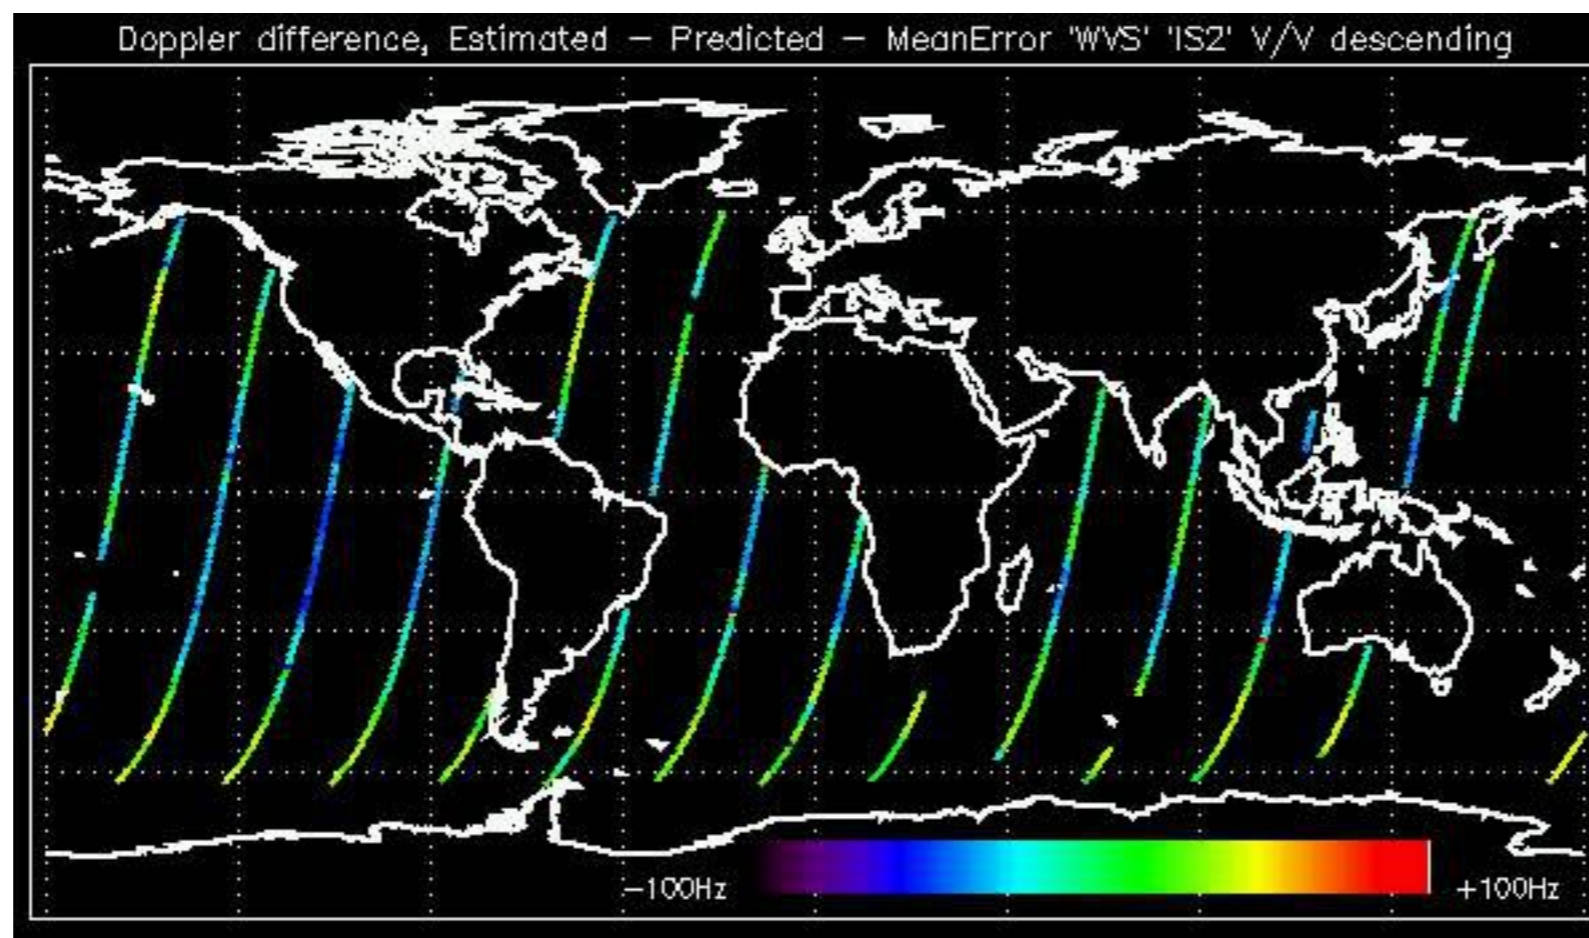 Doppler difference, Estimated – Predicted – MeanError 'WVS' 'IS2' V/V descending
–100Hz
+100Hz